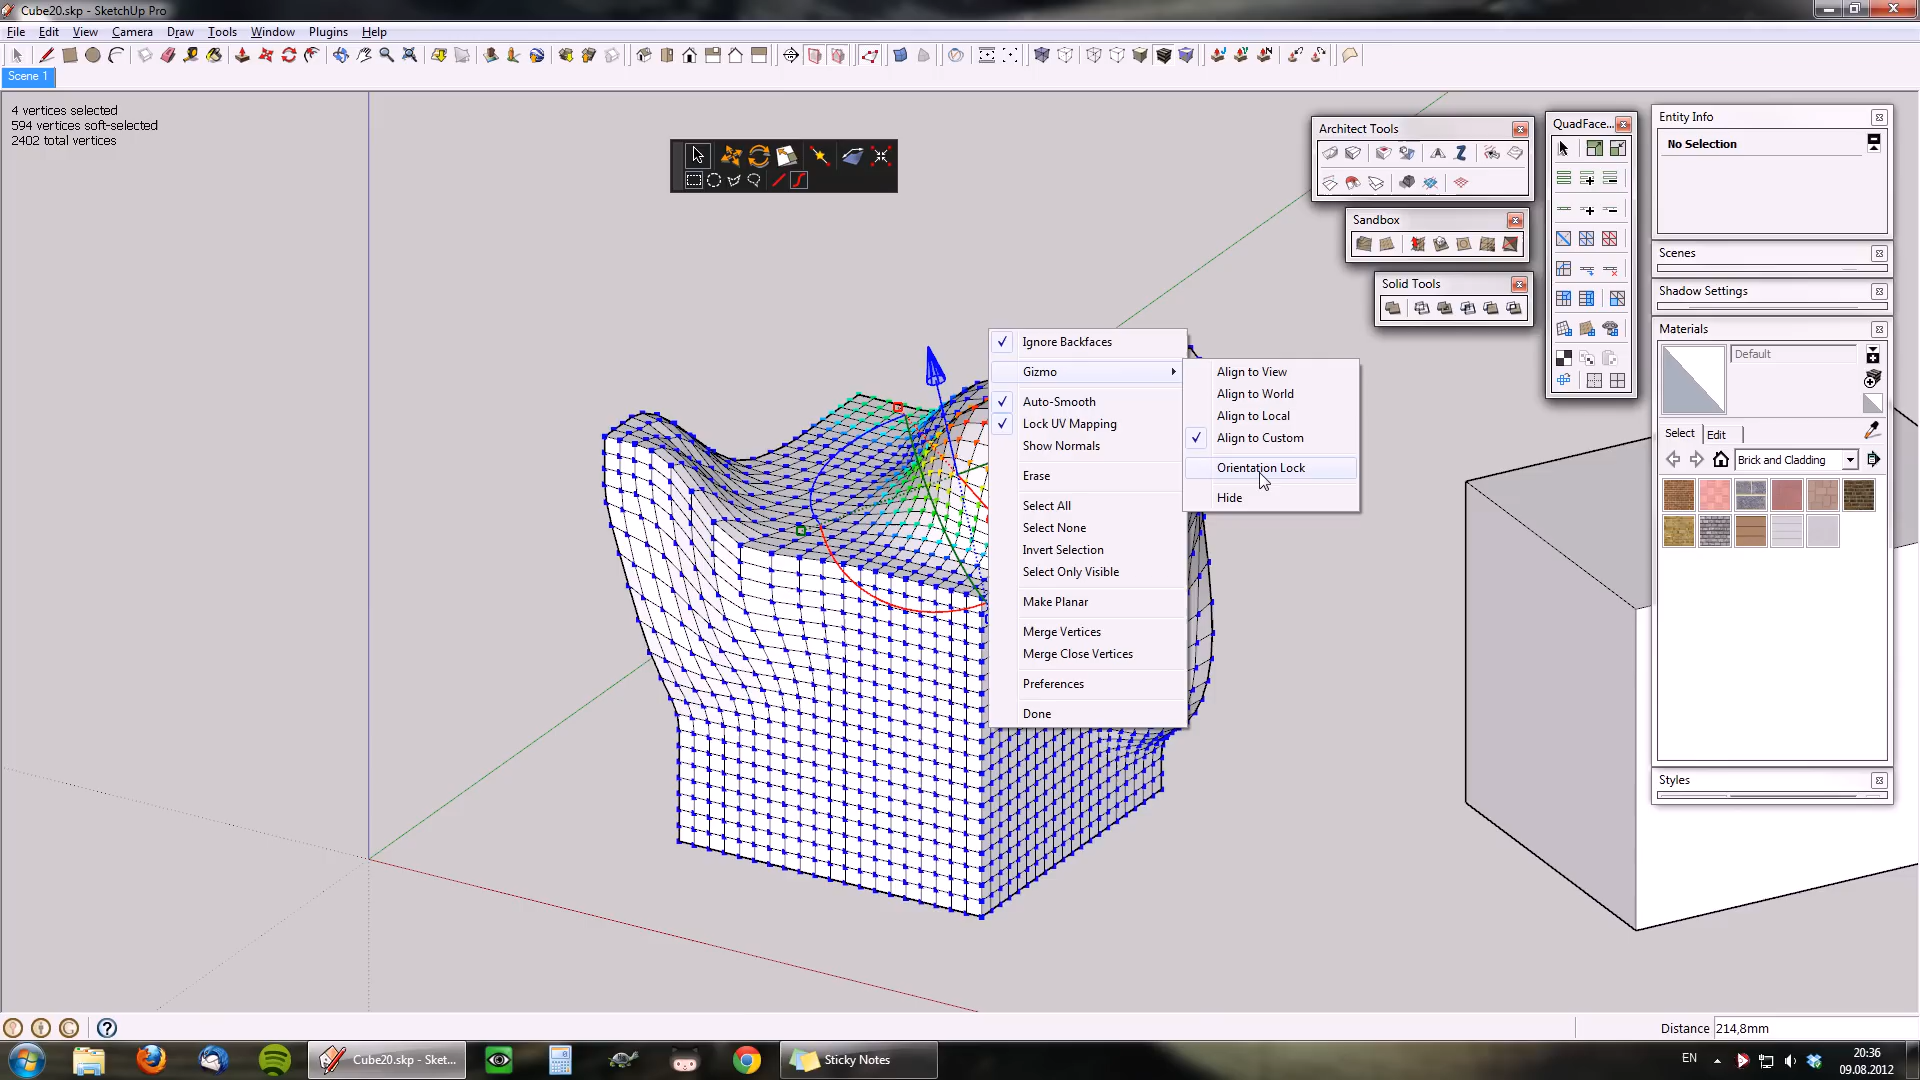 Cube20.skp - SketchUp Pro
File Edit View Camera Draw Tools Window Plugins Help
Scene 1
4 vertices selected
594 vertices soft-selected
2402 total vertices
Architect Tools
Sandbox
Solid Tools
QuadFace...
Entity Info
No Selection
Scenes
Shadow Settings
Materials
Default
Select Edit
Brick and Cladding
Styles
Ignore Backfaces
Gizmo
Auto-Smooth
Lock UV Mapping
Show Normals
Erase
Select All
Select None
Invert Selection
Select Only Visible
Make Planar
Merge Vertices
Merge Close Vertices
Preferences
Done
Align to View
Align to World
Align to Local
Align to Custom
Orientation Lock
Hide
Distance 214,8mm
Cube20.skp - Sket...
Sticky Notes
EN
20:36
09.08.2012